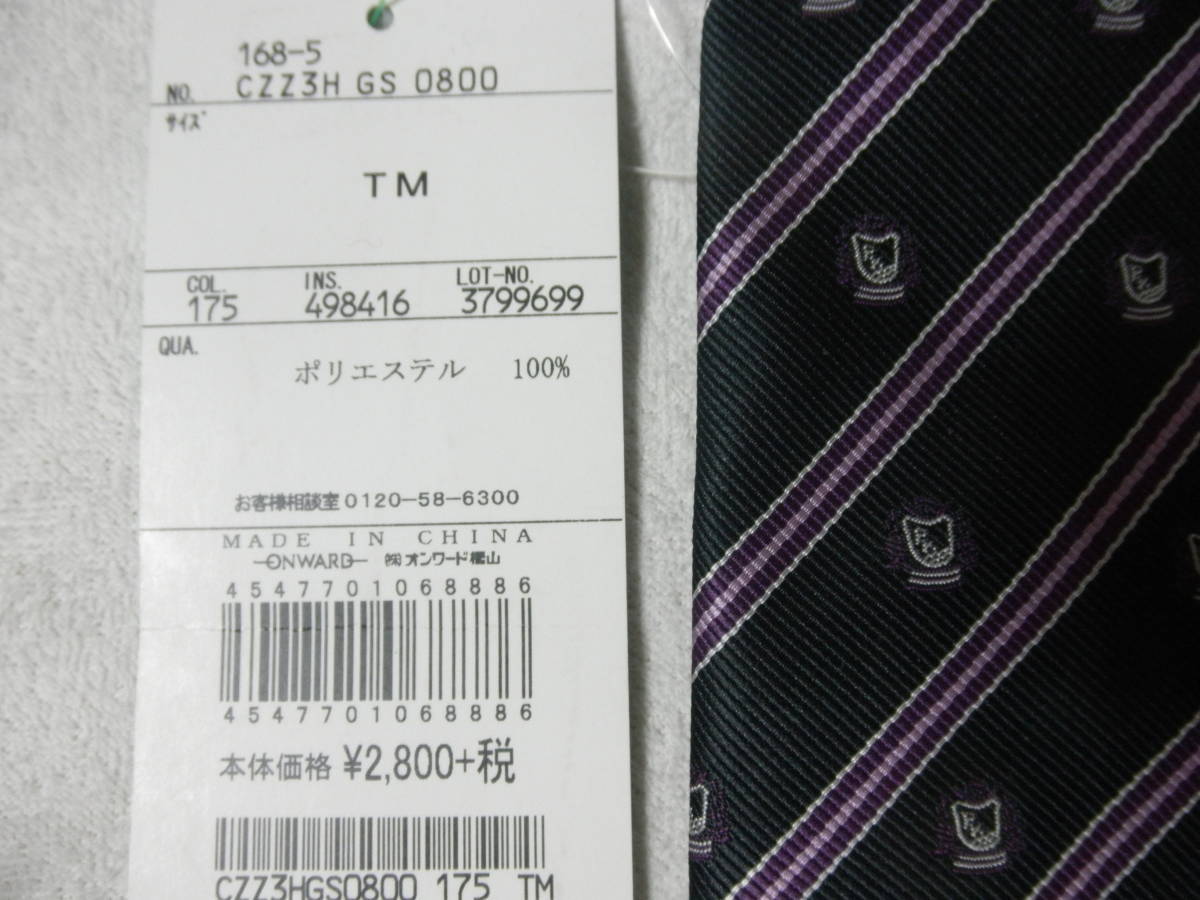 168-5
NO. CZZ3H GS 0800
サイズ
TM
COL. INS. LOT-NO.
175 498416 3799699
QUA.
ポリエステル 100%
お客様相談室 0120-58-6300
MADE IN CHINA
ONWARD ㈱オンワード樫山
4547701068886
4547701068886
本体価格 ¥2,800+税
CZZ3HGS0800 175 TM